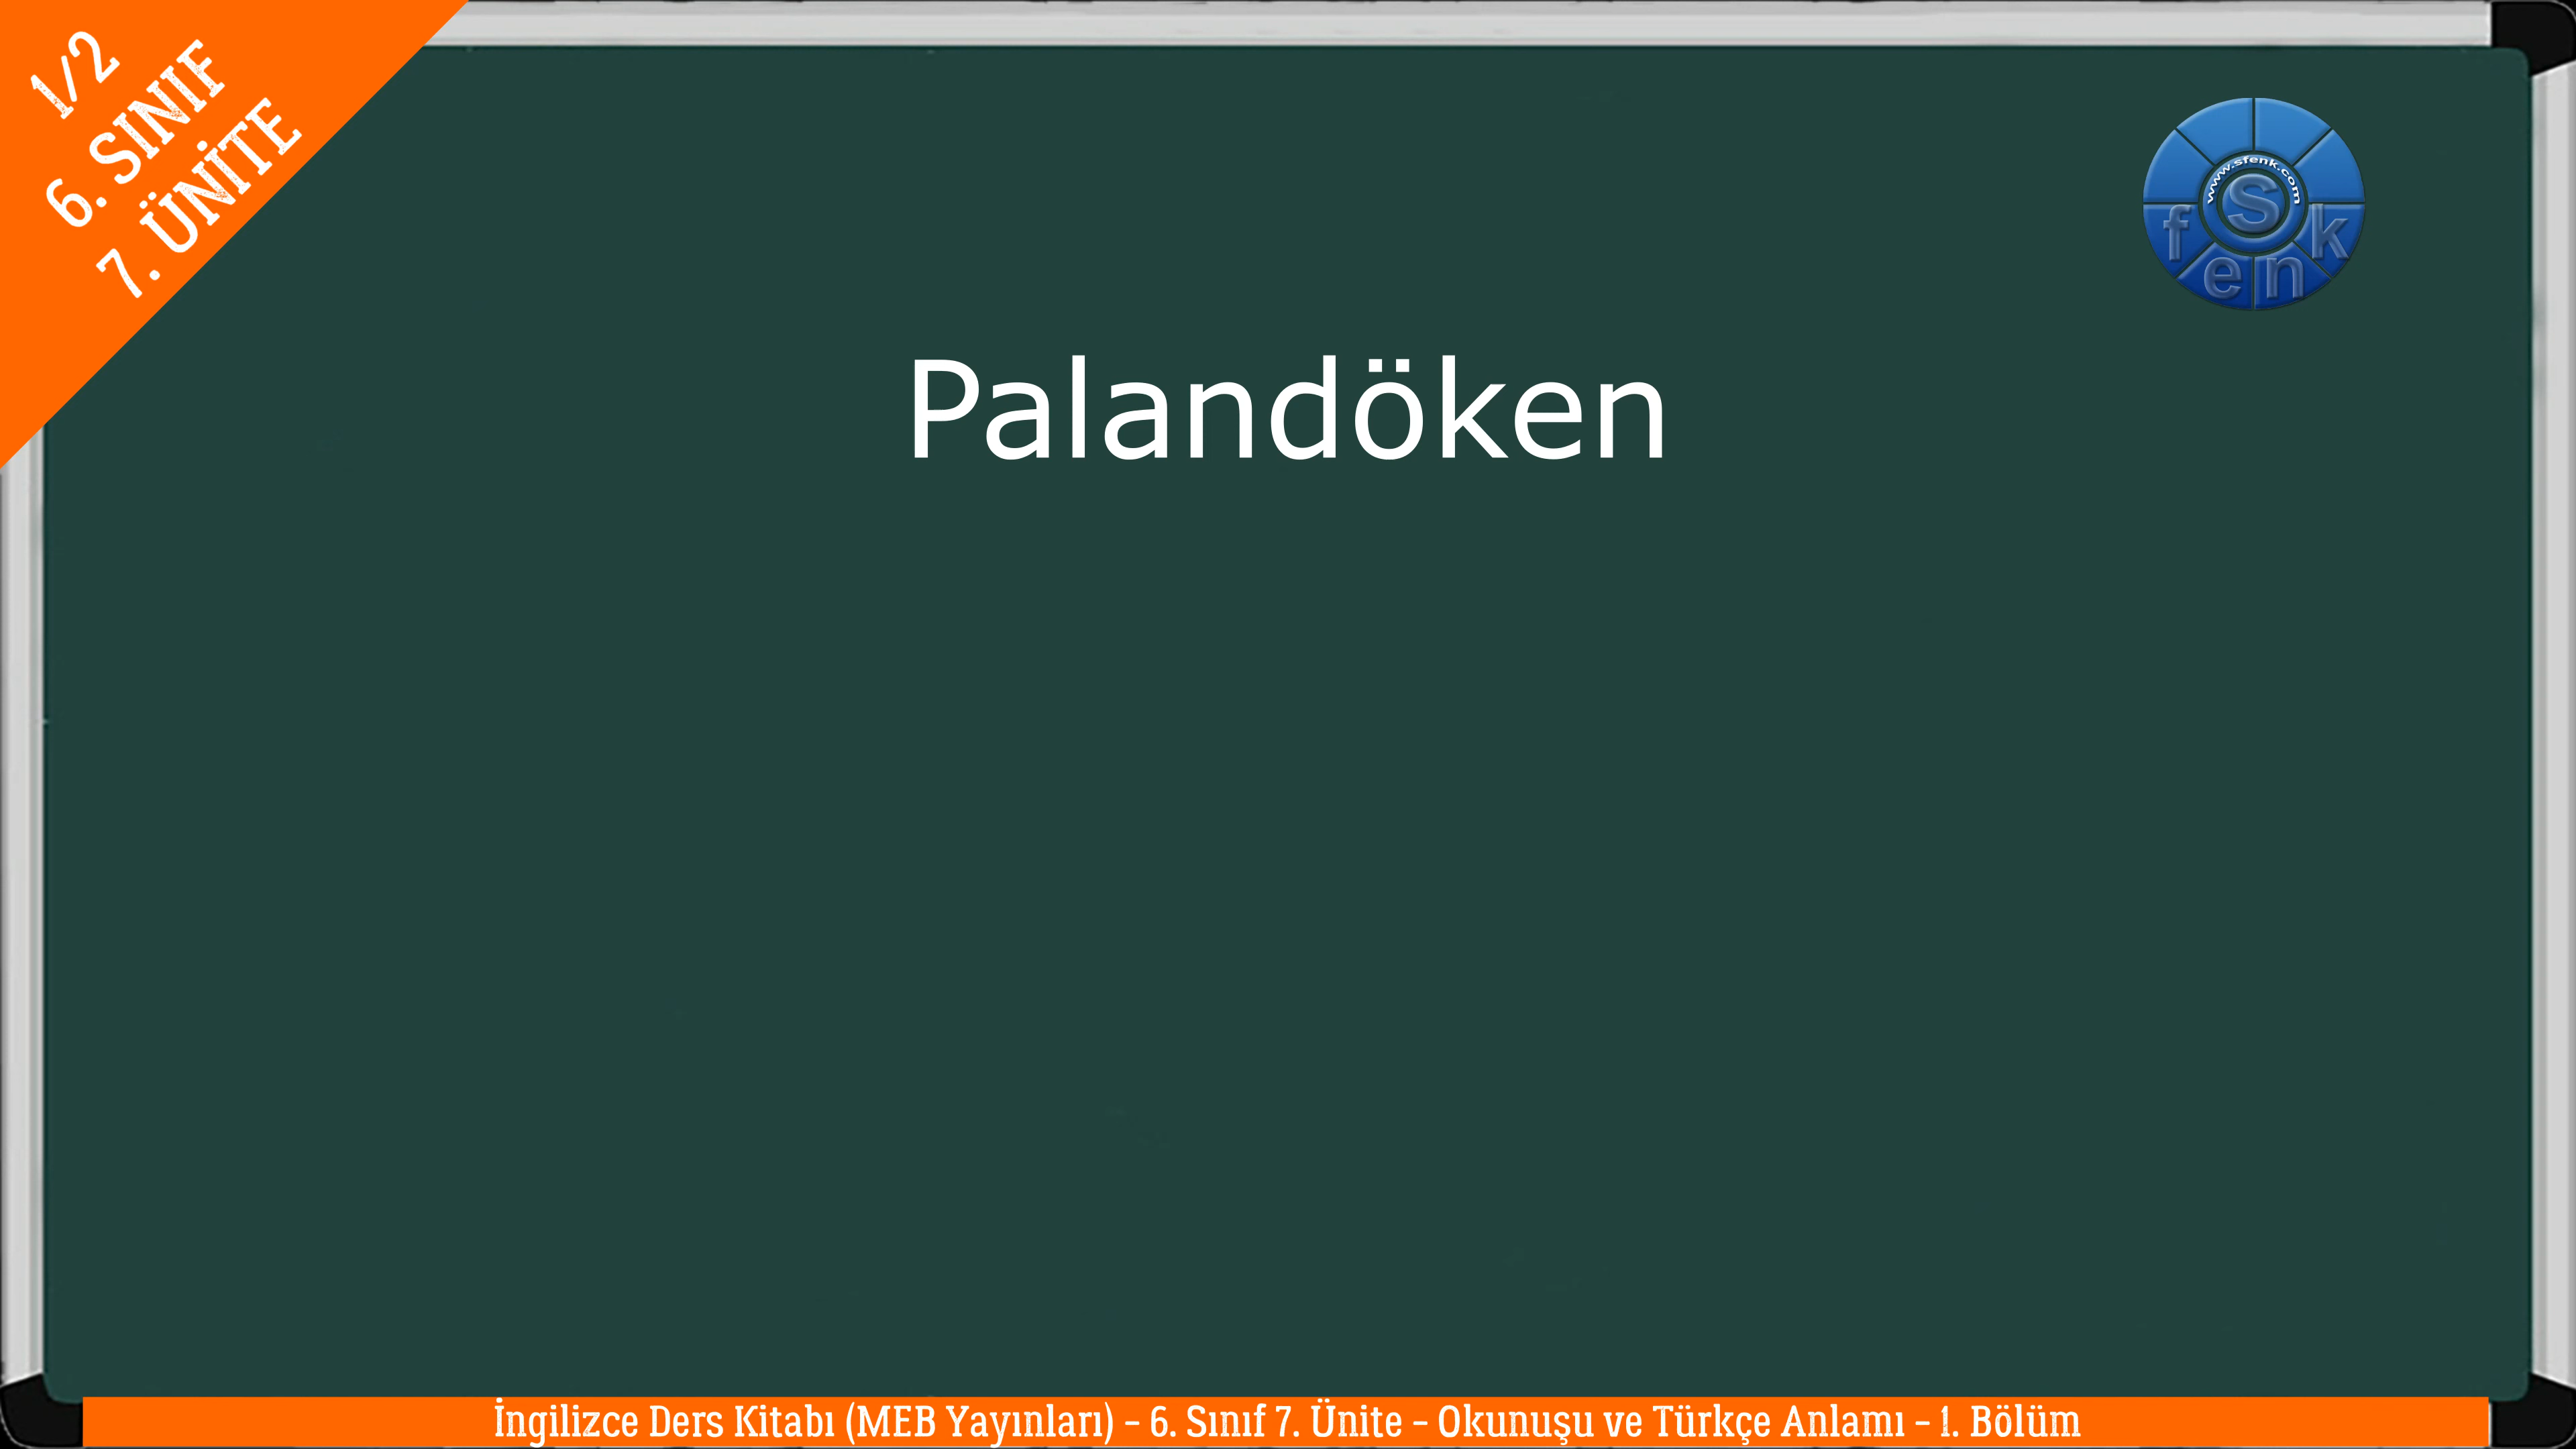 1/2
6. SINIF
7. ÜNİTE
www.sfenk.com
S
f e n k
Palandöken
İngilizce Ders Kitabı (MEB Yayınları) – 6. Sınıf 7. Ünite – Okunuşu ve Türkçe Anlamı – 1. Bölüm